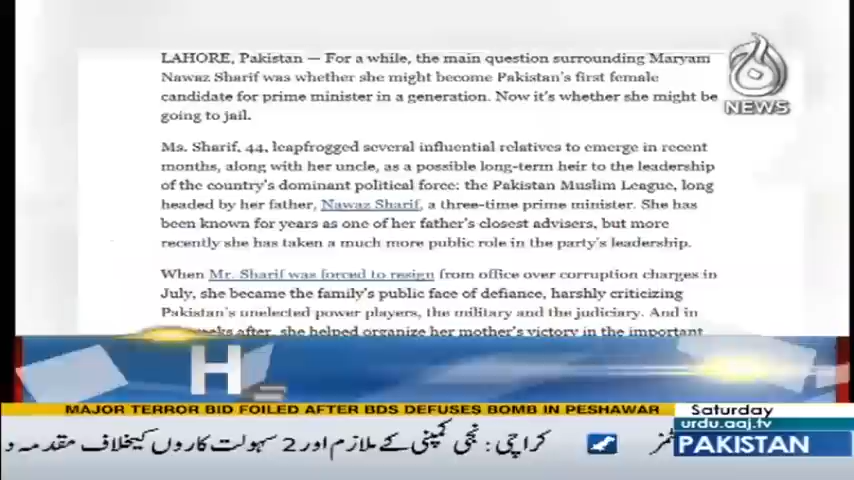 LAHORE, Pakistan — For a while, the main question surrounding Maryam
Nawaz Sharif was whether she might become Pakistan's first female
candidate for prime minister in a generation. Now it's whether she might be
going to jail.
Ms. Sharif, 44, leapfrogged several influential relatives to emerge in recent
months, along with her uncle, as a possible long-term heir to the leadership
of the country's dominant political force: the Pakistan Muslim League, long
headed by her father, Nawaz Sharif, a three-time prime minister. She has
been known for years as one of her father's closest advisers, but more
recently she has taken a much more public role in the party's leadership.
When Mr. Sharif was forced to resign from office over corruption charges in
July, she became the family's public face of defiance, harshly criticizing
Pakistan's unelected power players, the military and the judiciary. And in
weeks after, she helped organize her mother's victory in the important
NEWS
H
MAJOR TERROR BID FOILED AFTER BDS DEFUSES BOMB IN PESHAWAR
Saturday
urdu.aaj.tv
PAKISTAN
کراچی: نجی کمپنی کے ملازم اور 2 سہولت کاروں کیخلاف مقدمہ